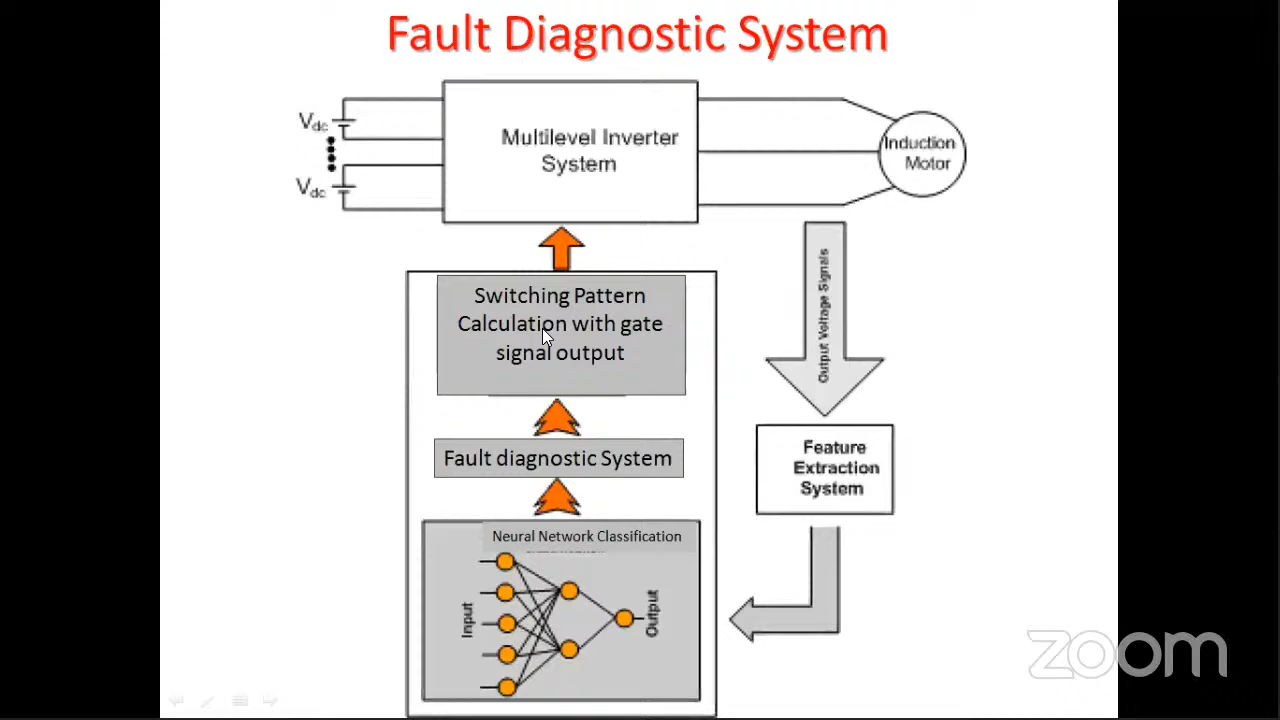 Fault Diagnostic System
Vdc
Vdc
Multilevel Inverter
System
Induction
Motor
Switching Pattern
Calculation with gate
signal output
Output Voltage Signals
Fault diagnostic System
Feature
Extraction
System
Neural Network Classification
Input
Output
zoom